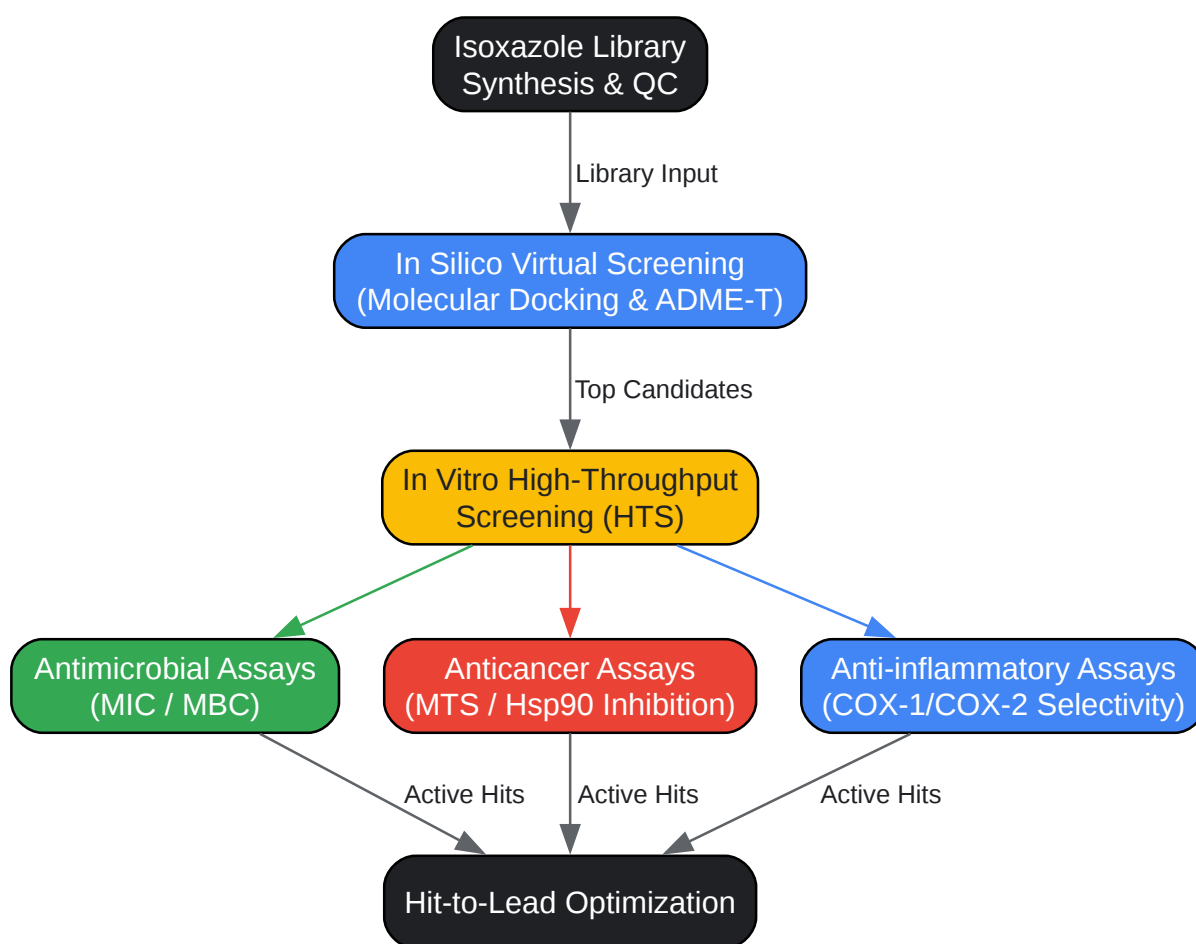 Isoxazole Library
Synthesis & QC
Library Input
In Silico Virtual Screening
(Molecular Docking & ADME-T)
Top Candidates
In Vitro High-Throughput
Screening (HTS)
Antimicrobial Assays
(MIC / MBC)
Anticancer Assays
(MTS / Hsp90 Inhibition)
Anti-inflammatory Assays
(COX-1/COX-2 Selectivity)
Active Hits
Active Hits
Active Hits
Hit-to-Lead Optimization